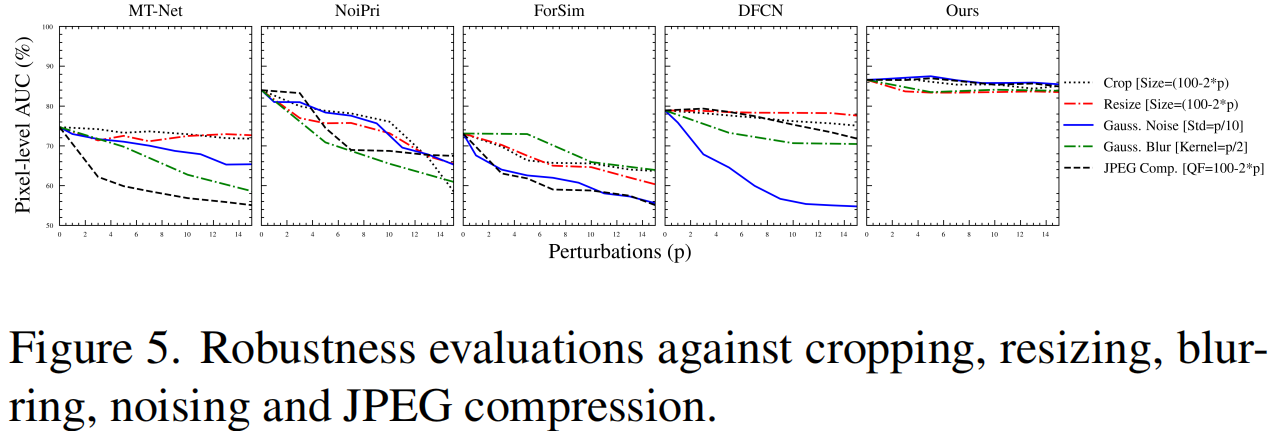 MT-Net NoiPri ForSim DFCN Ours
Pixel-level AUC (%)
100
90
80
70
60
50
0 2 4 6 8 10 12 14 0 2 4 6 8 10 12 14 0 2 4 6 8 10 12 14 0 2 4 6 8 10 12 14 0 2 4 6 8 10 12 14
Perturbations (p)
Crop [Size=(100-2*p)
Resize [Size=(100-2*p)
Gauss. Noise [Std=p/10]
Gauss. Blur [Kernel=p/2]
JPEG Comp. [QF=100-2*p]
Figure 5. Robustness evaluations against cropping, resizing, blur-
ring, noising and JPEG compression.